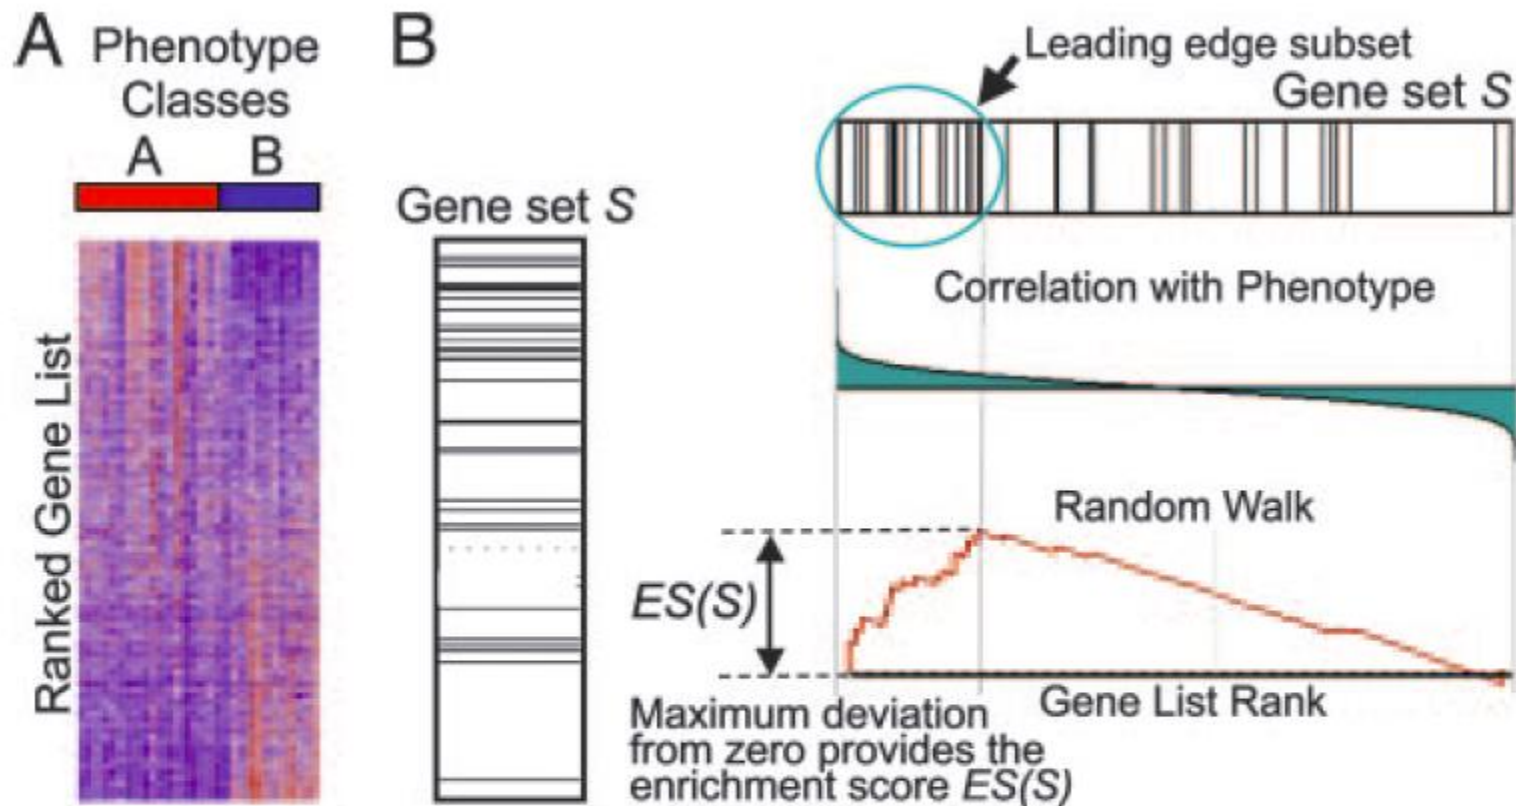 A
Phenotype
Classes
A B
Ranked Gene List
B
Gene set S
Leading edge subset
Gene set S
Correlation with Phenotype
Random Walk
ES(S)
Gene List Rank
Maximum deviation
from zero provides the
enrichment score ES(S)